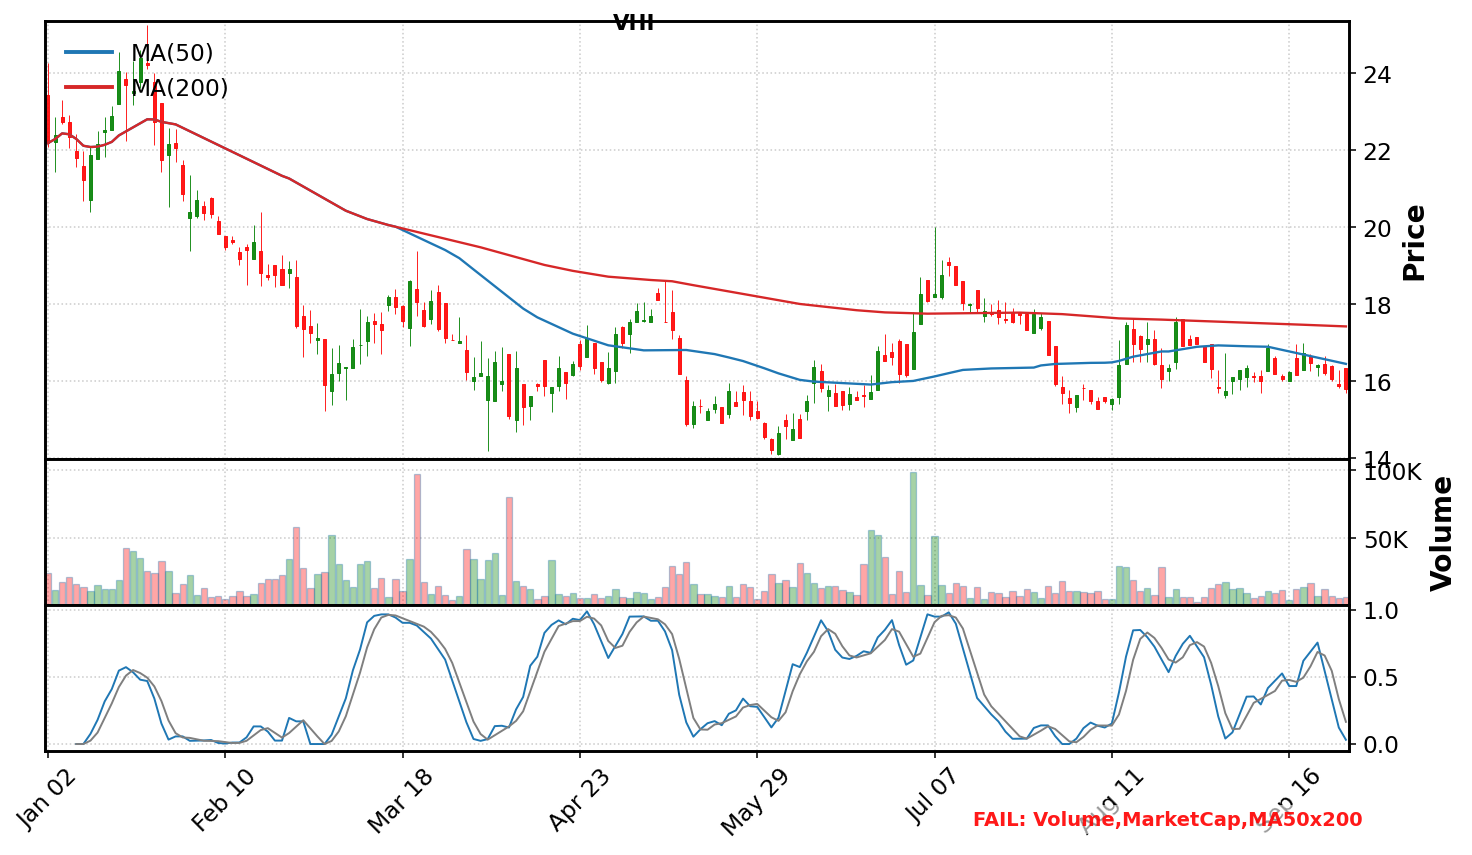 VHI
MA(50)
MA(200)
24
22
20
18
16
14
Price
100K
50K
Volume
1.0
0.5
0.0
Jan 02
Feb 10
Mar 18
Apr 23
May 29
Jul 07
Aug 11
Sep 16
FAIL: Volume,MarketCap,MA50x200